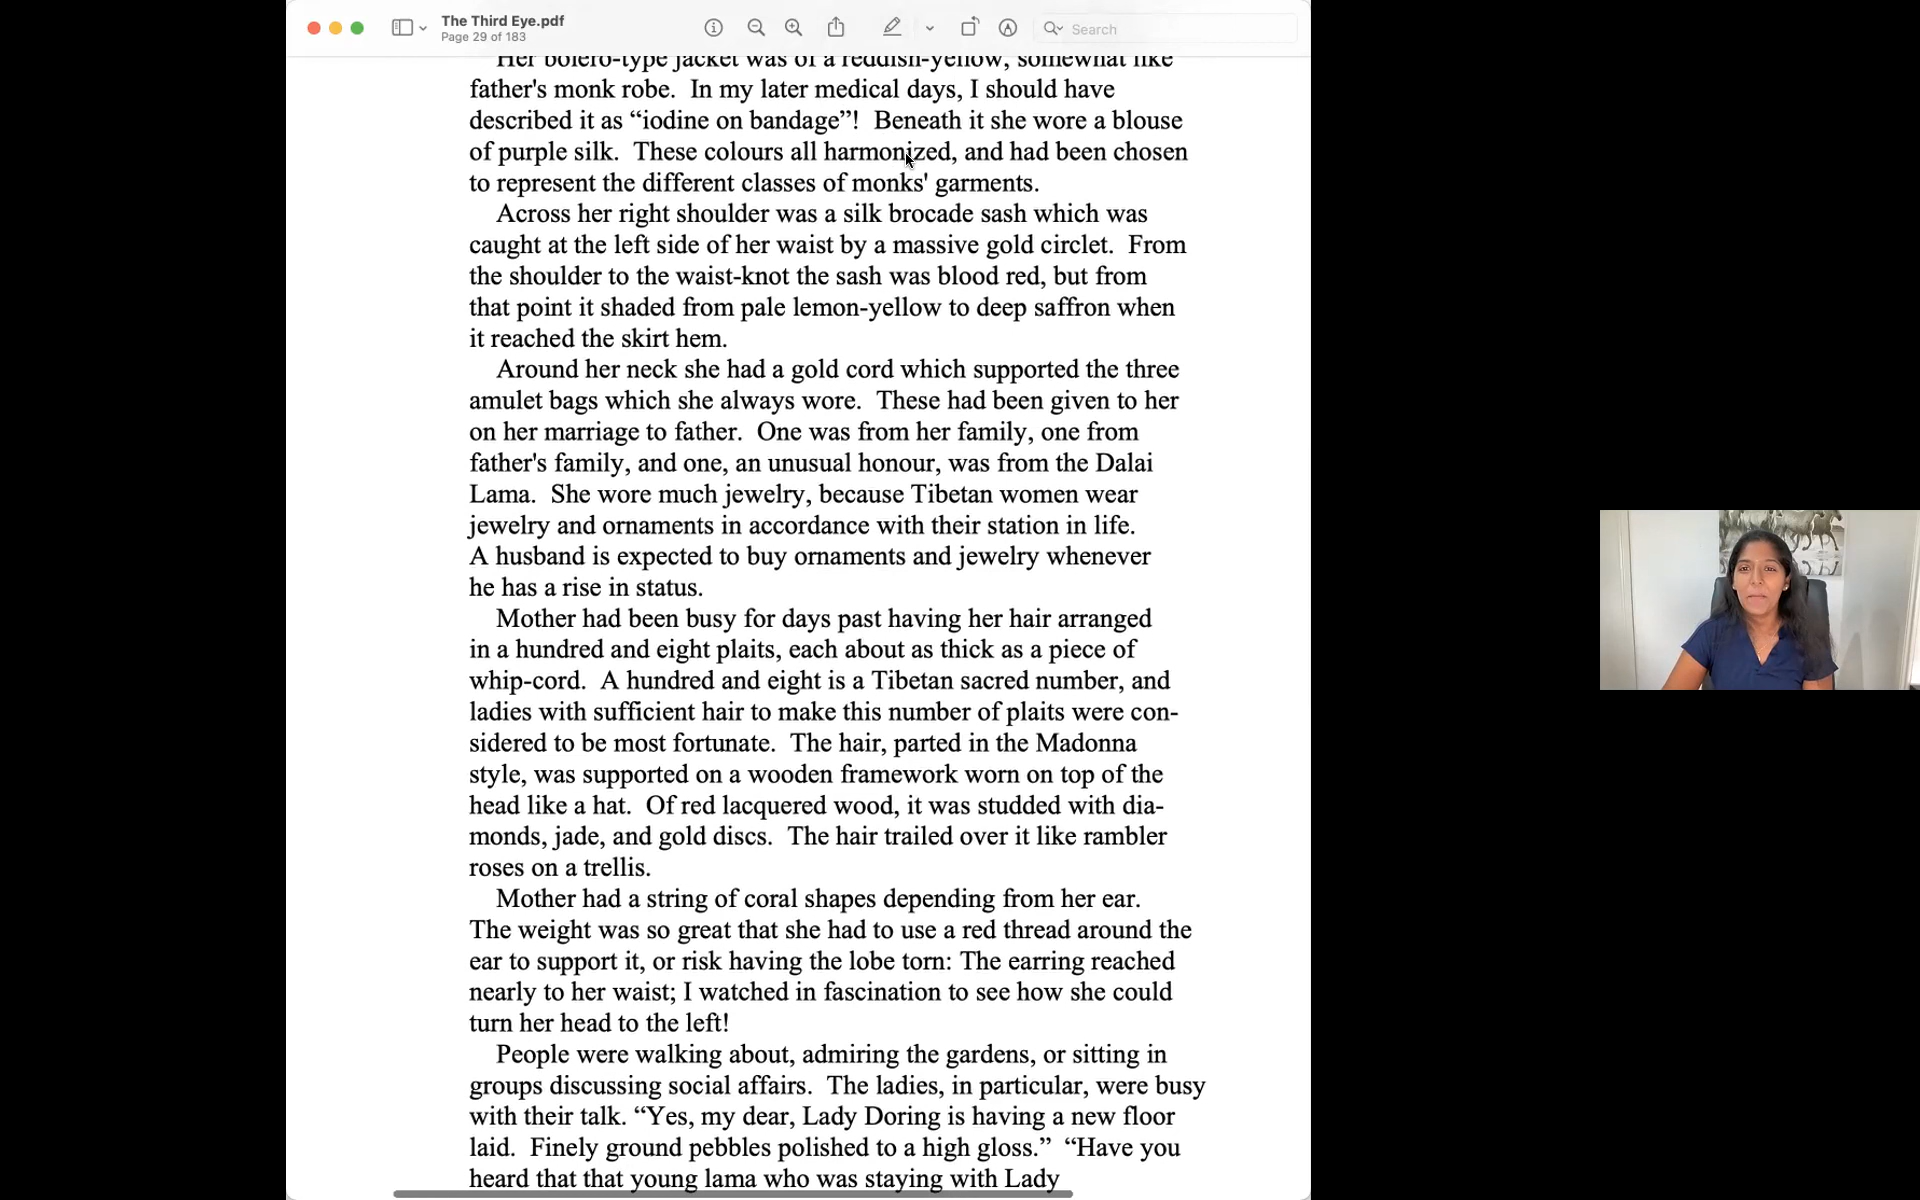 The Third Eye.pdf
Page 29 of 183
Search
Her bolero-type jacket was of a reddish-yellow, somewhat like
father's monk robe.  In my later medical days, I should have
described it as “iodine on bandage”!  Beneath it she wore a blouse
of purple silk.  These colours all harmonized, and had been chosen
to represent the different classes of monks' garments.
Across her right shoulder was a silk brocade sash which was
caught at the left side of her waist by a massive gold circlet.  From
the shoulder to the waist-knot the sash was blood red, but from
that point it shaded from pale lemon-yellow to deep saffron when
it reached the skirt hem.
Around her neck she had a gold cord which supported the three
amulet bags which she always wore.  These had been given to her
on her marriage to father.  One was from her family, one from
father's family, and one, an unusual honour, was from the Dalai
Lama.  She wore much jewelry, because Tibetan women wear
jewelry and ornaments in accordance with their station in life.
A husband is expected to buy ornaments and jewelry whenever
he has a rise in status.
Mother had been busy for days past having her hair arranged
in a hundred and eight plaits, each about as thick as a piece of
whip-cord.  A hundred and eight is a Tibetan sacred number, and
ladies with sufficient hair to make this number of plaits were con-
sidered to be most fortunate.  The hair, parted in the Madonna
style, was supported on a wooden framework worn on top of the
head like a hat.  Of red lacquered wood, it was studded with dia-
monds, jade, and gold discs.  The hair trailed over it like rambler
roses on a trellis.
Mother had a string of coral shapes depending from her ear.
The weight was so great that she had to use a red thread around the
ear to support it, or risk having the lobe torn: The earring reached
nearly to her waist; I watched in fascination to see how she could
turn her head to the left!
People were walking about, admiring the gardens, or sitting in
groups discussing social affairs.  The ladies, in particular, were busy
with their talk. “Yes, my dear, Lady Doring is having a new floor
laid.  Finely ground pebbles polished to a high gloss.”  “Have you
heard that that young lama who was staying with Lady